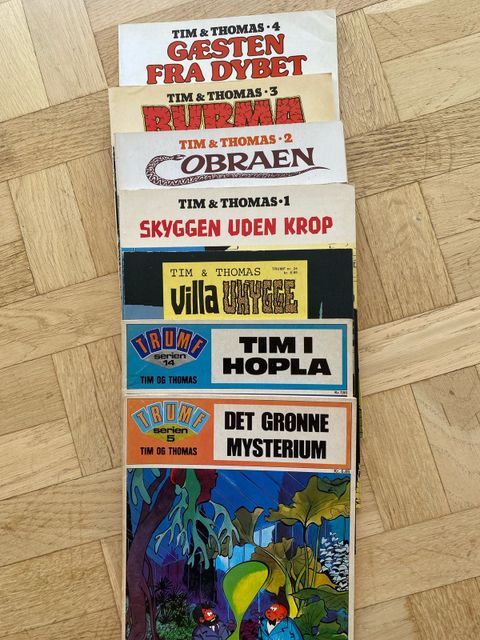 TIM & THOMAS • 4
GÆSTEN
FRA DYBET
TIM & THOMAS • 3
BURMA
TIM & THOMAS • 2
COBRAEN
TIM & THOMAS • 1
SKYGGEN UDEN KROP
TIM & THOMAS
Villa UHYGGE
TRUMF
serien
14
TIM OG THOMAS
TIM I
HOPLA
TRUMF
serien
5
TIM OG THOMAS
DET GRØNNE
MYSTERIUM